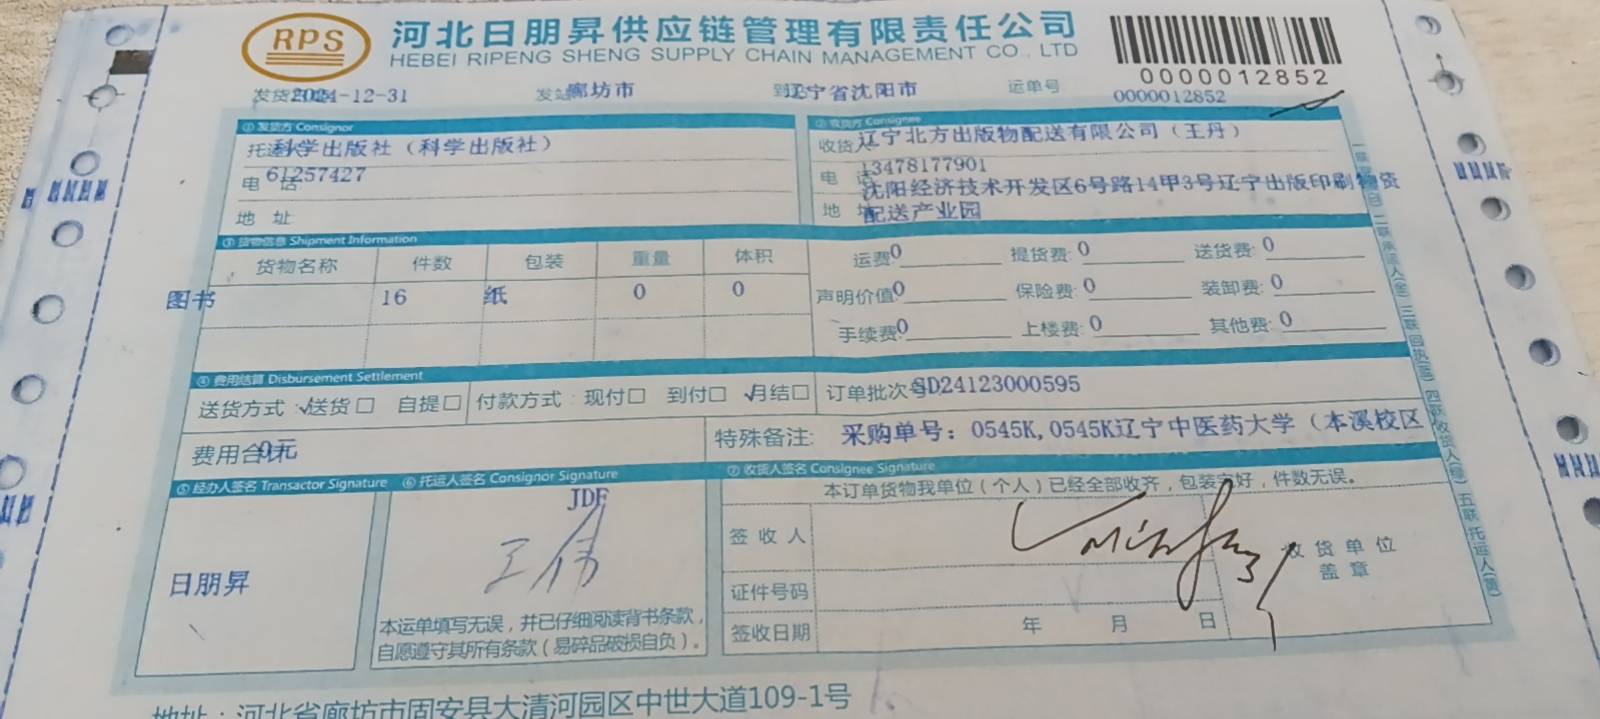 RPS 河北日朋昇供应链管理有限责任公司
HEBEI RIPENG SHENG SUPPLY CHAIN MANAGEMENT CO., LTD
0000012852
发货 2024-12-31 发站 廊坊市 到 辽宁省沈阳市 运单号 0000012852
① 发货方 Consignor ② 收货方 Consignee
托运 科学出版社（科学出版社） 收货 辽宁北方出版物配送有限公司（王丹）
电 话 61257427 电 话 13478177901
地 址 地 址 沈阳经济技术开发区6号路14甲3号辽宁出版印刷物资
配送产业园
③ 货物信息 Shipment Information
货物名称 件数 包装 重量 体积 运费 0 提货费: 0 送货费: 0
图书 16 纸 0 0 声明价值: 0 保险费: 0 装卸费: 0
手续费 0 上楼费: 0 其他费: 0
④ 费用结算 Disbursement Settlement
送货方式：√送货□ 自提□ 付款方式：现付□ 到付□ √月结□ 订单批次号 D24123000595
费用合计 0元 特殊备注: 采购单号：0545K,0545K辽宁中医药大学（本溪校区
⑤ 经办人签名 Transactor Signature ⑥ 托运人签名 Consignor Signature ⑦ 收货人签名 Consignee Signature
本订单货物我单位（个人）已经全部收齐，包装完好，件数无误。
JDF
王伟
签 收 人
收 货 单 位
盖 章
日朋昇
证件号码
本运单填写无误，并已仔细阅读背书条款，
自愿遵守其所有条款（易碎品破损自负）。
签收日期 年 月 日
地址：河北省廊坊市固安县大清河园区中世大道109-1号